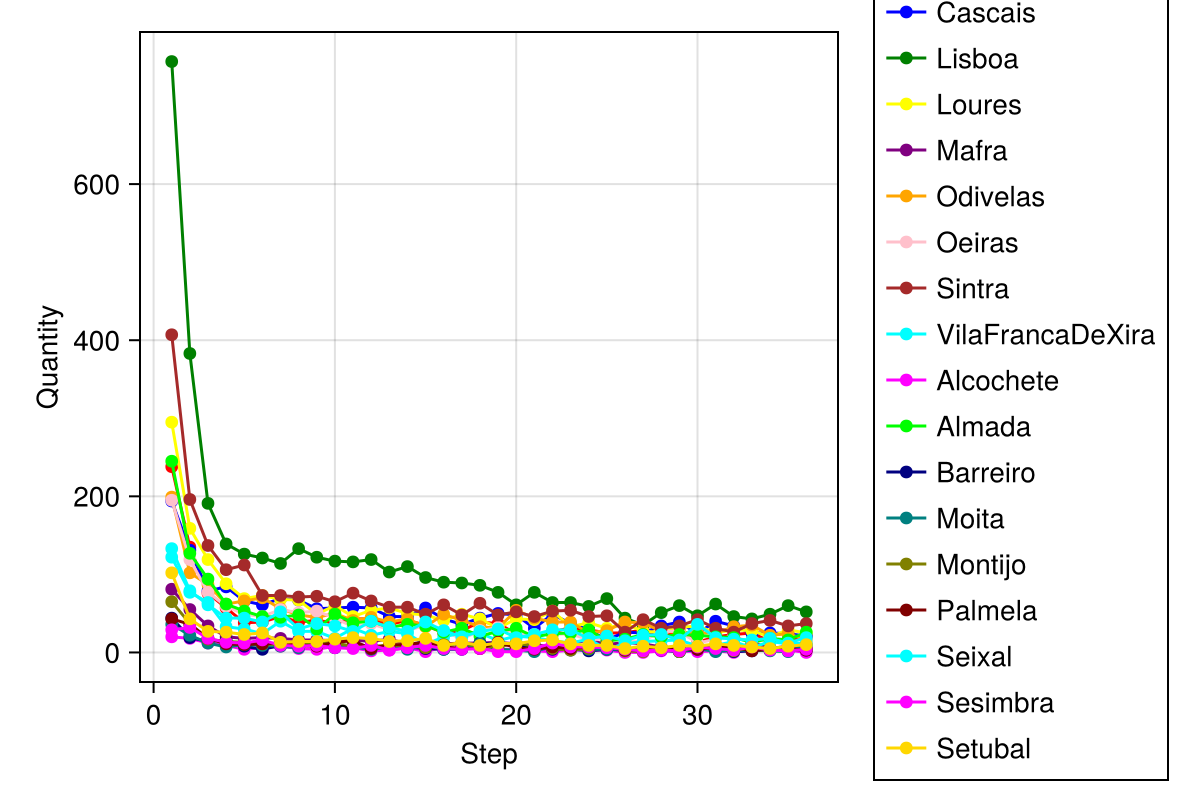 Quantity
600
400
200
0
0
10
20
30
Step
Cascais
Lisboa
Loures
Mafra
Odivelas
Oeiras
Sintra
VilaFrancaDeXira
Alcochete
Almada
Barreiro
Moita
Montijo
Palmela
Seixal
Sesimbra
Setubal